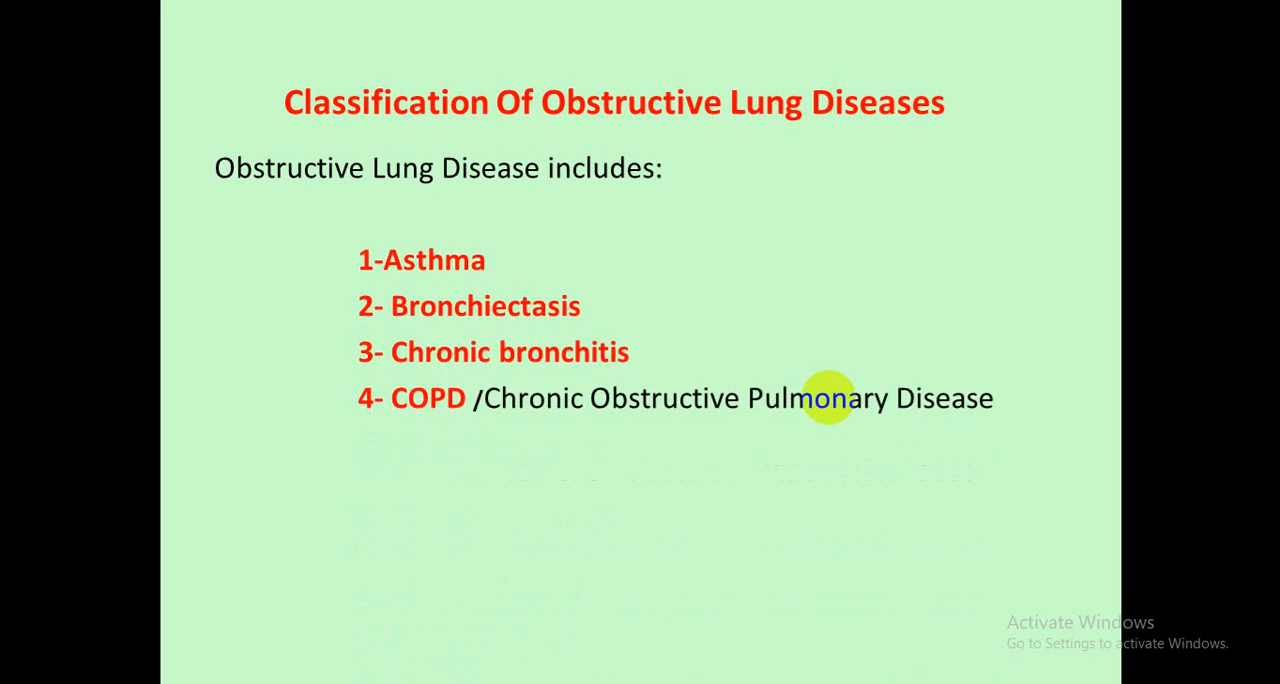 Classification Of Obstructive Lung Diseases
Obstructive Lung Disease includes:
1-Asthma
2- Bronchiectasis
3- Chronic bronchitis
4- COPD /Chronic Obstructive Pulmonary Disease
Activate Windows
Go to Settings to activate Windows.